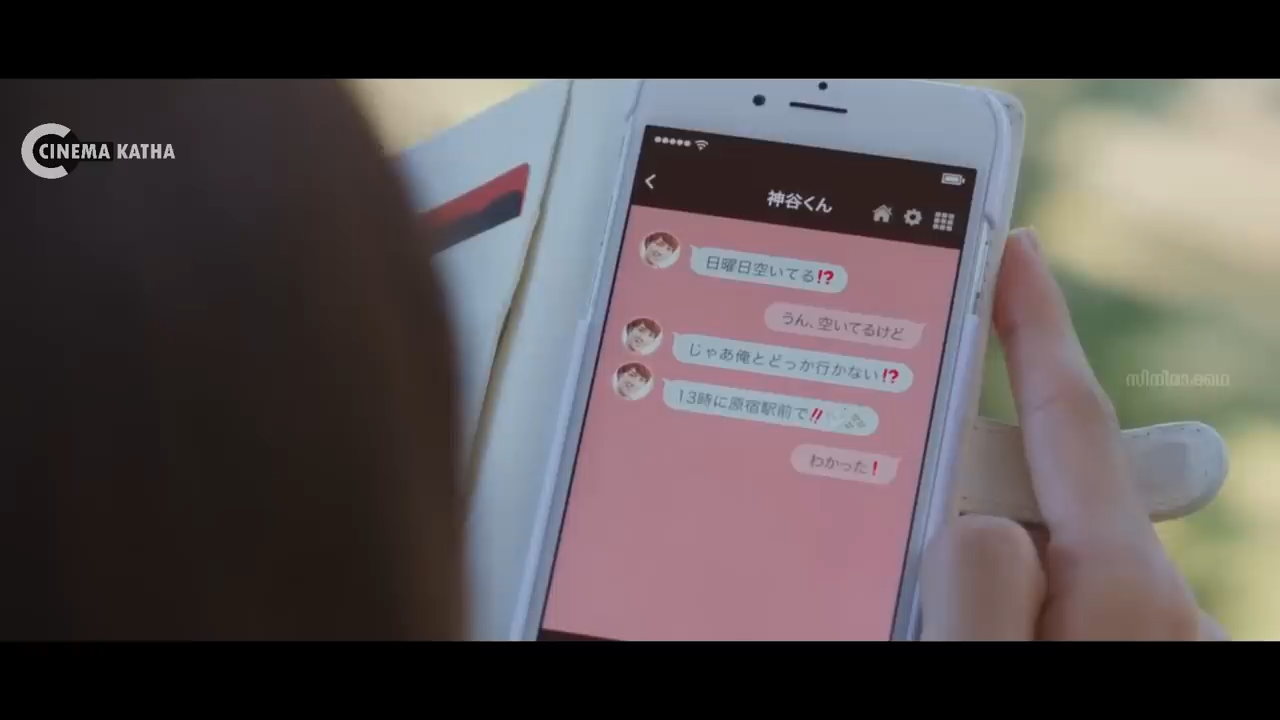 CINEMA KATHA
神谷くん
日曜日空いてる!?
うん、空いてるけど
じゃあ俺とどっか行かない!?
13時に原宿駅前で!!
わかった!